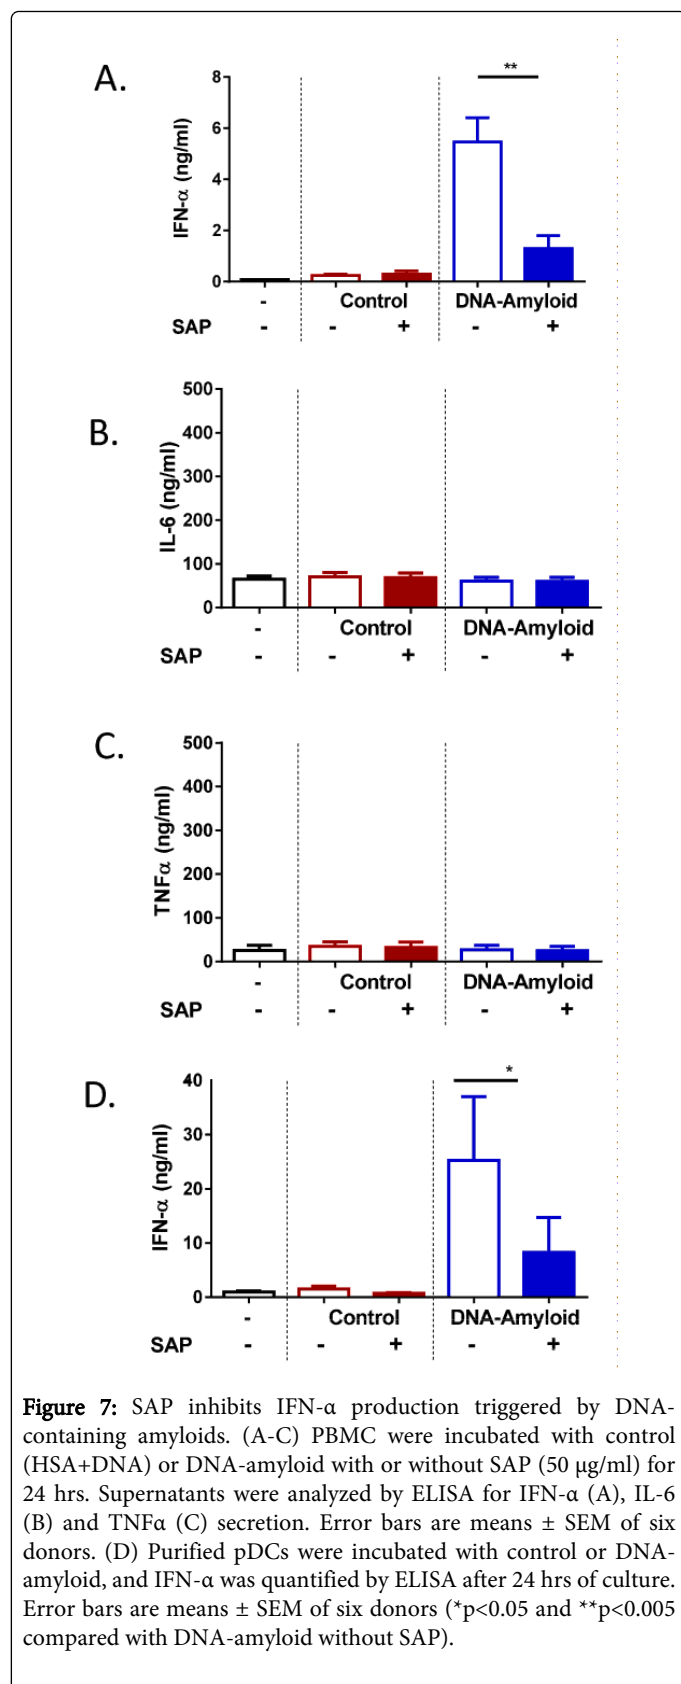 A.
**
8
6
4
2
0
IFN-α (ng/ml)
- Control DNA-Amyloid
SAP - - + - +
B.
500
400
300
200
100
0
IL-6 (ng/ml)
- Control DNA-Amyloid
SAP - - + - +
C.
500
400
300
200
100
0
TNFα (ng/ml)
- Control DNA-Amyloid
SAP - - + - +
D.
*
40
30
20
10
0
IFN-α (ng/ml)
- Control DNA-Amyloid
SAP - - + - +
Figure 7: SAP inhibits IFN-α production triggered by DNA-
containing amyloids. (A-C) PBMC were incubated with control
(HSA+DNA) or DNA-amyloid with or without SAP (50 μg/ml) for
24 hrs. Supernatants were analyzed by ELISA for IFN-α (A), IL-6
(B) and TNFα (C) secretion. Error bars are means ± SEM of six
donors. (D) Purified pDCs were incubated with control or DNA-
amyloid, and IFN-α was quantified by ELISA after 24 hrs of culture.
Error bars are means ± SEM of six donors (*p<0.05 and **p<0.005
compared with DNA-amyloid without SAP).